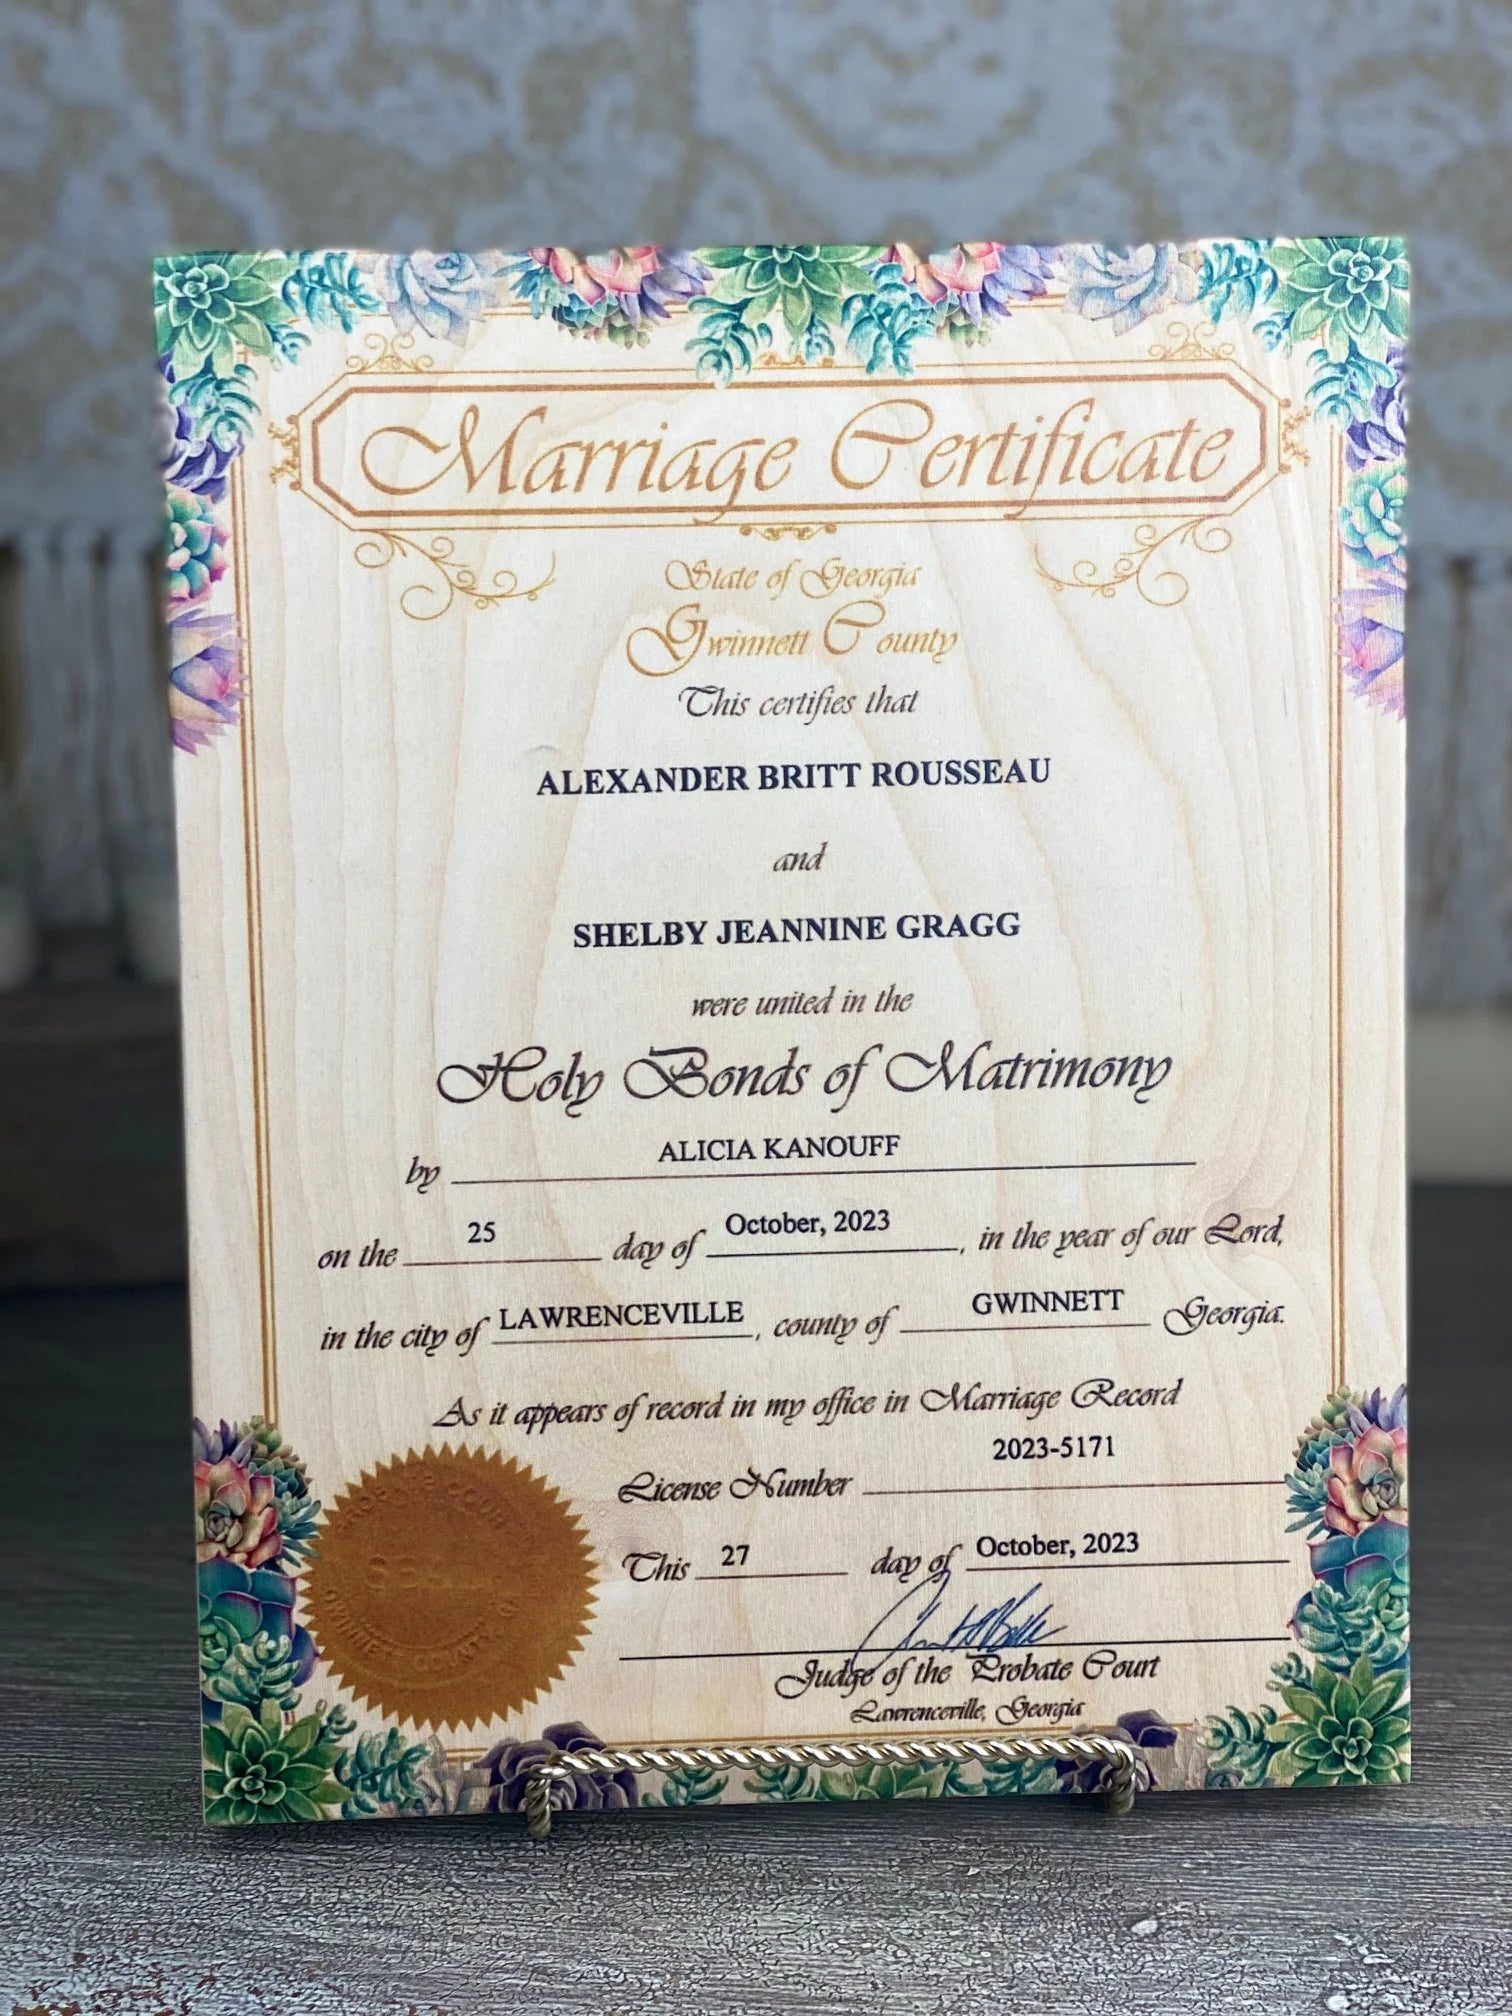 Marriage Certificate
State of Georgia
Gwinnett County
This certifies that
ALEXANDER BRITT ROUSSEAU
and
SHELBY JEANNINE GRAGG
were united in the
Holy Bonds of Matrimony
by ALICIA KANOUFF
on the 25 day of October, 2023, in the year of our Lord,
in the city of LAWRENCEVILLE, county of GWINNETT Georgia.
As it appears of record in my office in Marriage Record
License Number 2023-5171
This 27 day of October, 2023
Judge of the Probate Court
Lawrenceville, Georgia
PROBATE COURT
GWINNETT COUNTY